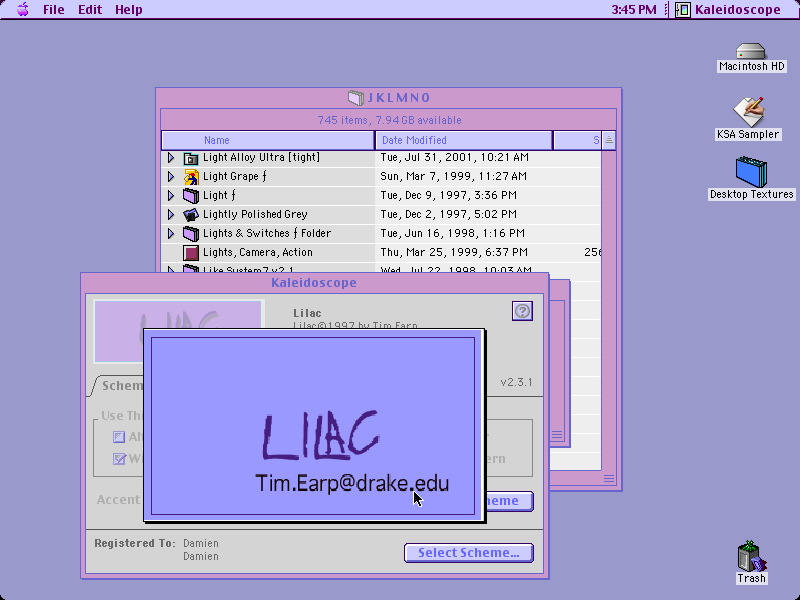 File Edit Help
3:45 PM
Kaleidoscope
Macintosh HD
KSA Sampler
Desktop Textures
Trash
JKLMNO
745 items, 7.94 GB available
Name
Date Modified
S
Light Alloy Ultra [tight] Tue, Jul 31, 2001, 10:21 AM
Light Grape ƒ Sun, Mar 7, 1999, 11:27 AM
Light ƒ Tue, Dec 9, 1997, 3:36 PM
Lightly Polished Grey Tue, Dec 2, 1997, 5:02 PM
Lights & Switches ƒ Folder Tue, Jun 16, 1998, 1:16 PM
Lights, Camera, Action Thu, Mar 25, 1999, 6:37 PM 256
Like System7 v2.1 Wed, Jul 22, 1998, 10:03 AM
Kaleidoscope
LILAC
Lilac
Lilac©1997 by Tim Earp
?
Schem
v2.3.1
Use Th
Al
W
ern
Accent
eme
LILAC
Tim.Earp@drake.edu
Registered To: Damien
Damien
Select Scheme...